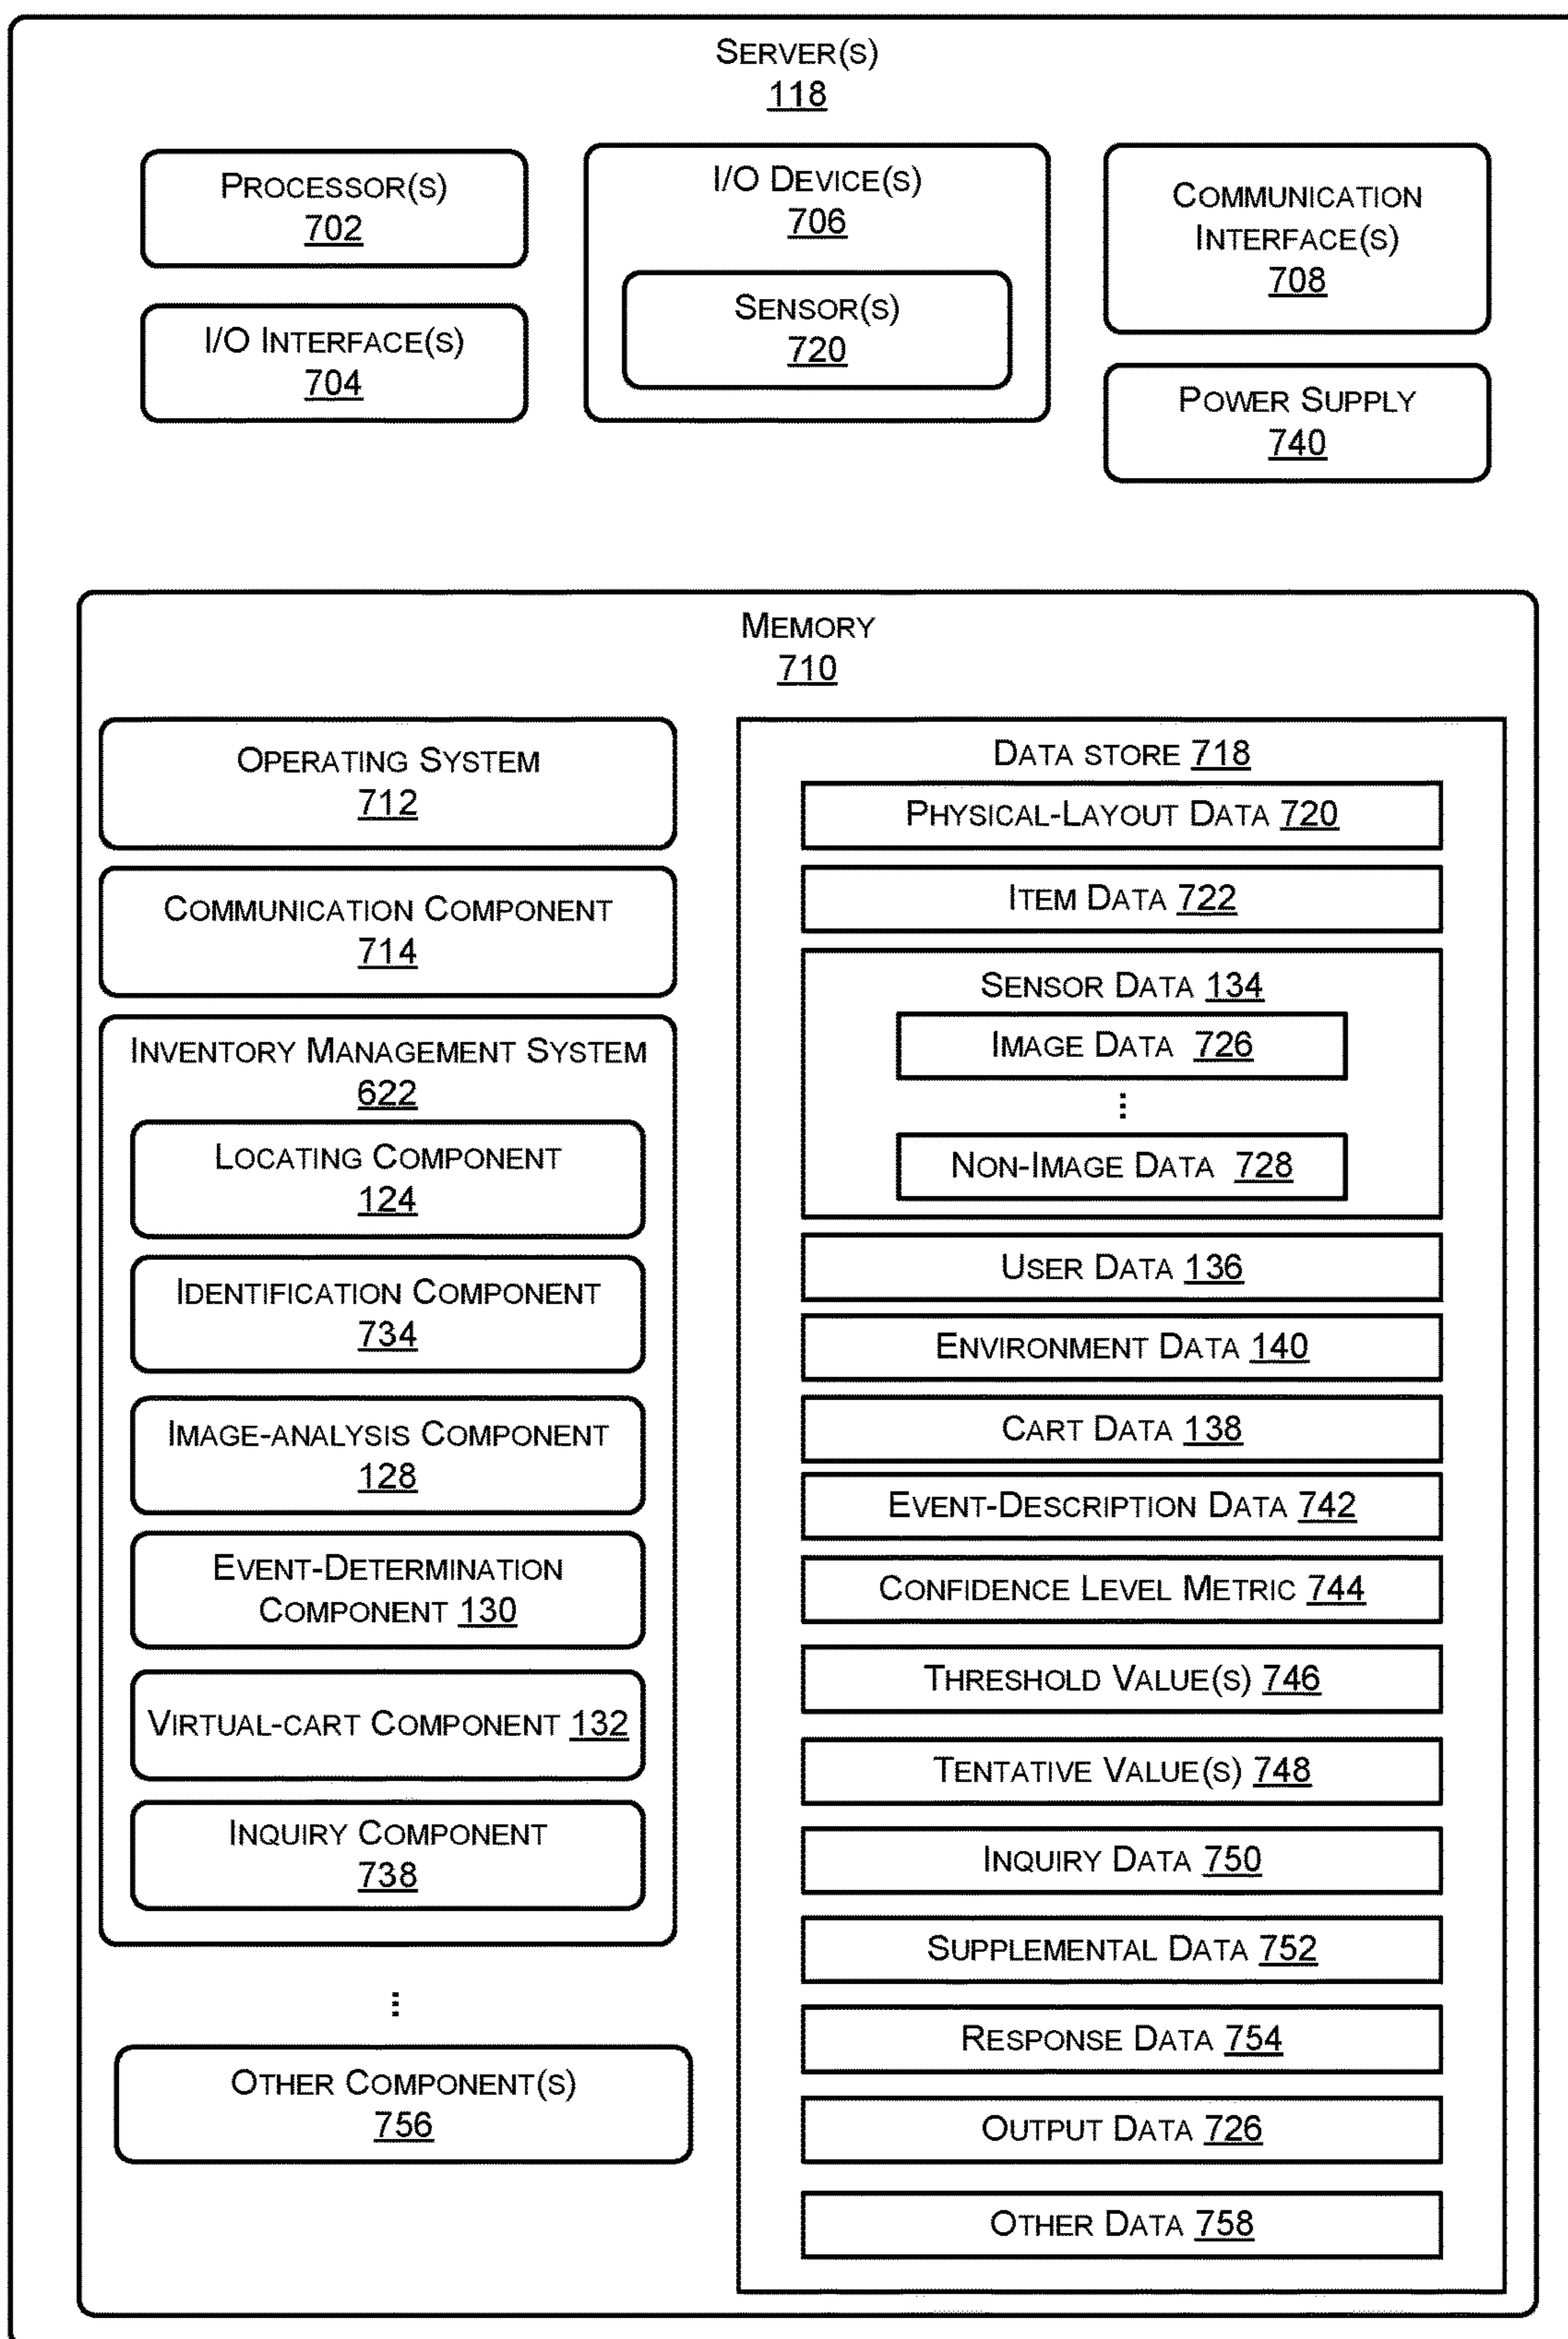 SERVER(S)
118
PROCESSOR(S)
702
I/O INTERFACE(S)
704
I/O DEVICE(S)
706
SENSOR(S)
720
COMMUNICATION
INTERFACE(S)
708
POWER SUPPLY
740
MEMORY
710
OPERATING SYSTEM
712
COMMUNICATION COMPONENT
714
INVENTORY MANAGEMENT SYSTEM
622
LOCATING COMPONENT
124
IDENTIFICATION COMPONENT
734
IMAGE-ANALYSIS COMPONENT
128
EVENT-DETERMINATION
COMPONENT 130
VIRTUAL-CART COMPONENT 132
INQUIRY COMPONENT
738
⋮
OTHER COMPONENT(S)
756
DATA STORE 718
PHYSICAL-LAYOUT DATA 720
ITEM DATA 722
SENSOR DATA 134
IMAGE DATA 726
⋮
NON-IMAGE DATA 728
USER DATA 136
ENVIRONMENT DATA 140
CART DATA 138
EVENT-DESCRIPTION DATA 742
CONFIDENCE LEVEL METRIC 744
THRESHOLD VALUE(S) 746
TENTATIVE VALUE(S) 748
INQUIRY DATA 750
SUPPLEMENTAL DATA 752
RESPONSE DATA 754
OUTPUT DATA 726
OTHER DATA 758